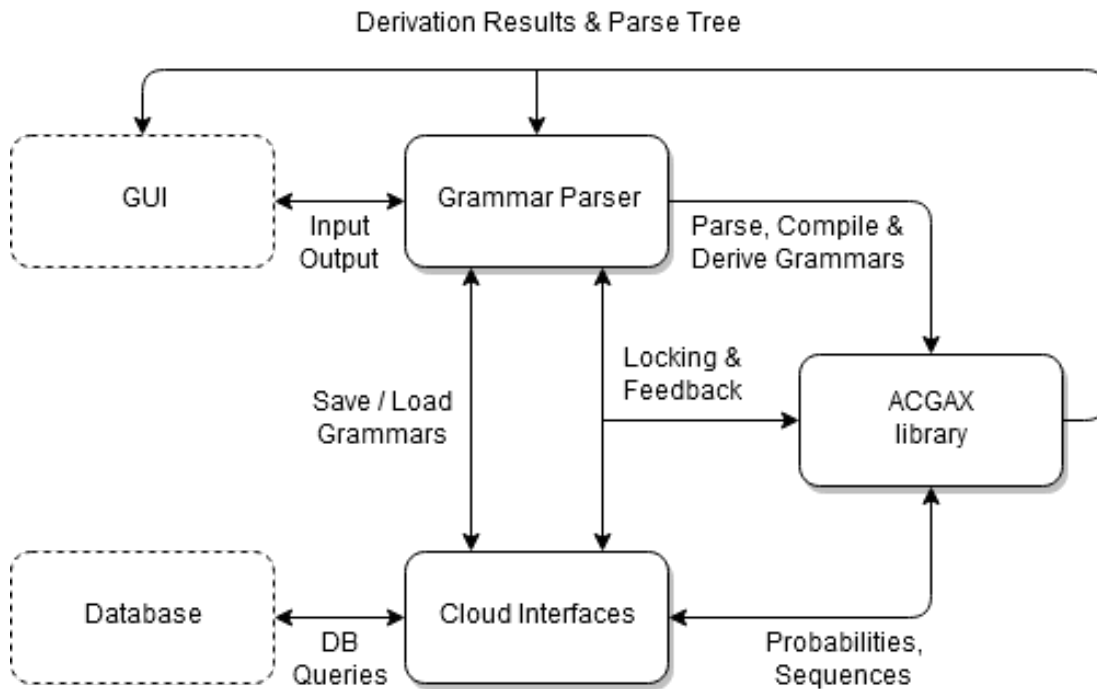 Derivation Results & Parse Tree
GUI
Input
Output
Grammar Parser
Parse, Compile &
Derive Grammars
Locking &
Feedback
Save / Load
Grammars
ACGAX
library
Database
DB
Queries
Cloud Interfaces
Probabilities,
Sequences